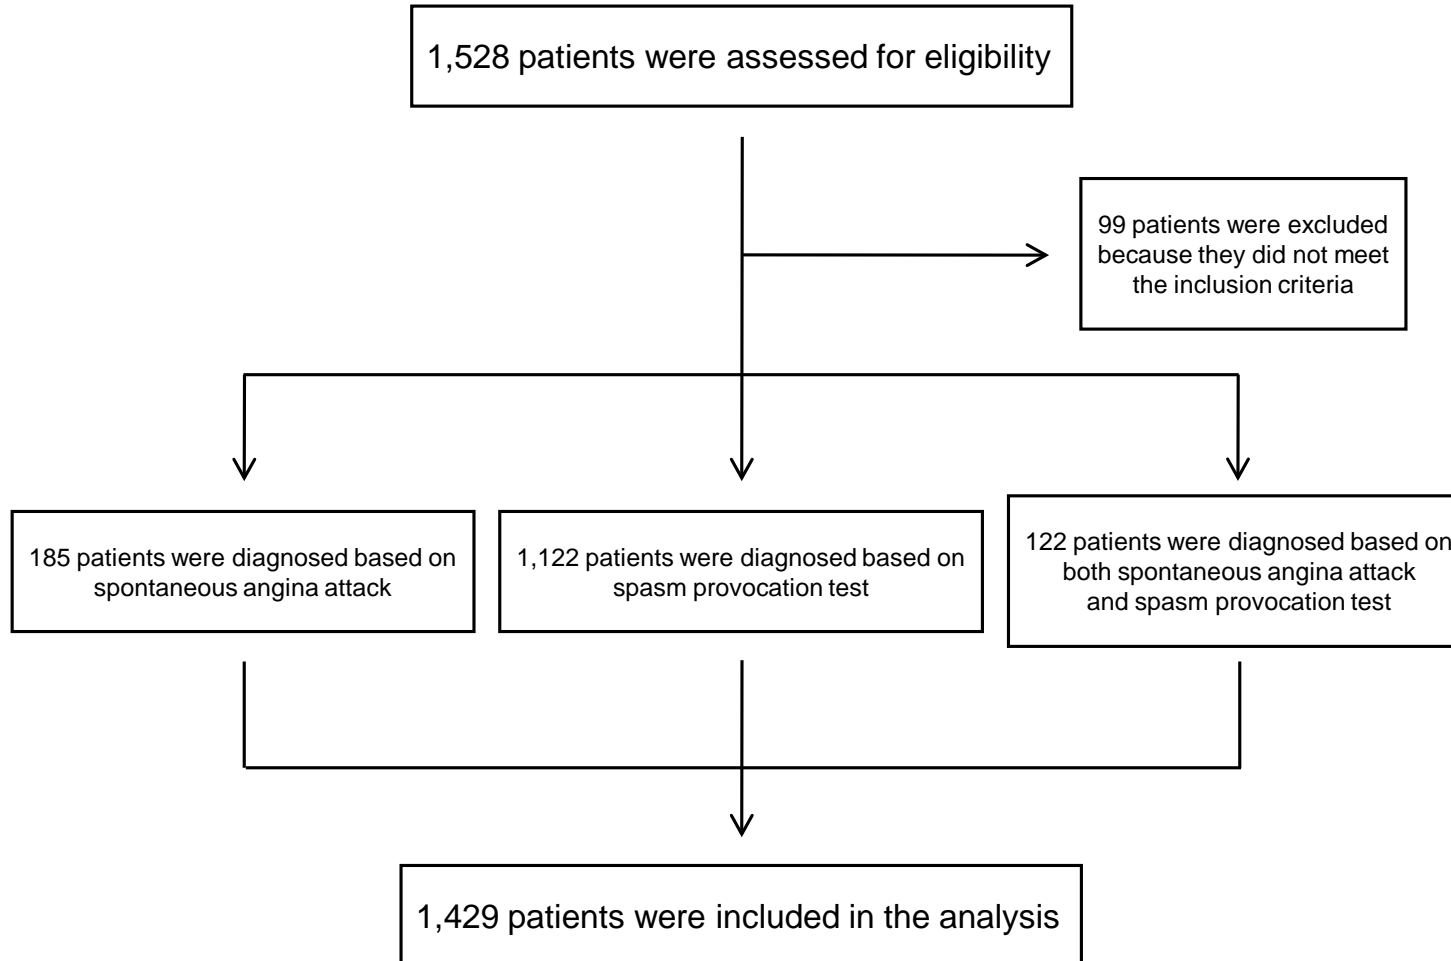 1,528 patients were assessed for eligibility
99 patients were excluded
because they did not meet
the inclusion criteria
185 patients were diagnosed based on
spontaneous angina attack
1,122 patients were diagnosed based on
spasm provocation test
122 patients were diagnosed based on
both spontaneous angina attack
and spasm provocation test
1,429 patients were included in the analysis